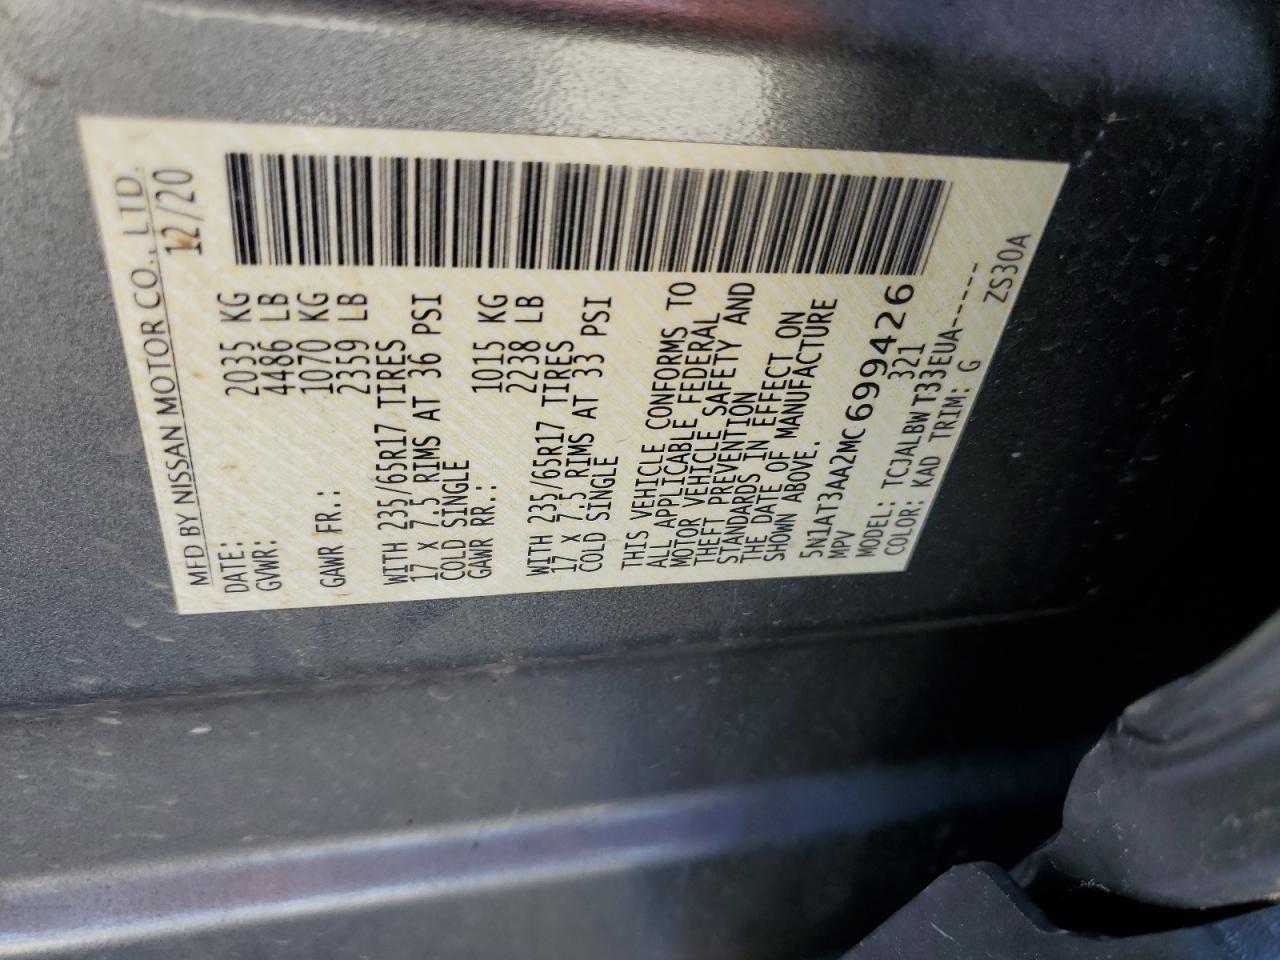 MFD BY NISSAN MOTOR CO., LTD.
DATE: 12/20
GVWR: 2035 KG
4486 LB
GAWR FR.: 1070 KG
2359 LB
WITH 235/65R17 TIRES
17 X 7.5 RIMS AT 36 PSI
COLD SINGLE
GAWR RR.: 1015 KG
2238 LB
WITH 235/65R17 TIRES
17 X 7.5 RIMS AT 33 PSI
COLD SINGLE
THIS VEHICLE CONFORMS TO
ALL APPLICABLE FEDERAL
MOTOR VEHICLE SAFETY AND
THEFT PREVENTION
STANDARDS IN EFFECT ON
THE DATE OF MANUFACTURE
SHOWN ABOVE.
5N1AT3AA2MC699426
MPV 321
MODEL: TCJALBWT33EUA------
COLOR: KAD TRIM: G ZS30A